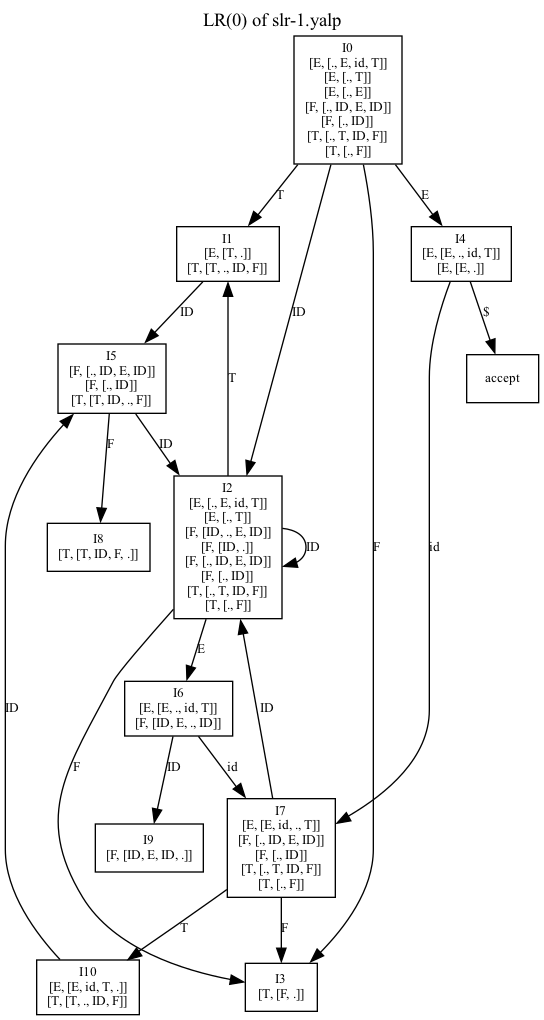 LR(0) of slr-1.yalp
I0
[E, [., E, id, T]]
[E, [., T]]
[E, [., E]]
[F, [., ID, E, ID]]
[F, [., ID]]
[T, [., T, ID, F]]
[T, [., F]]
T
E
I1
[E, [T, .]]
[T, [T, ., ID, F]]
I4
[E, [E, ., id, T]]
[E, [E, .]]
ID
ID
$
I5
[F, [., ID, E, ID]]
[F, [., ID]]
[T, [T, ID, ., F]]
T
accept
F
ID
I2
[E, [., E, id, T]]
[E, [., T]]
[F, [ID, ., E, ID]]
[F, [ID, .]]
[F, [., ID, E, ID]]
[F, [., ID]]
[T, [., T, ID, F]]
[T, [., F]]
I8
[T, [T, ID, F, .]]
ID
F
id
E
I6
[E, [E, ., id, T]]
[F, [ID, E, ., ID]]
ID
ID
F
ID
id
I7
[E, [E, id, ., T]]
[F, [., ID, E, ID]]
[F, [., ID]]
[T, [., T, ID, F]]
[T, [., F]]
I9
[F, [ID, E, ID, .]]
T
F
I10
[E, [E, id, T, .]]
[T, [T, ., ID, F]]
I3
[T, [F, .]]